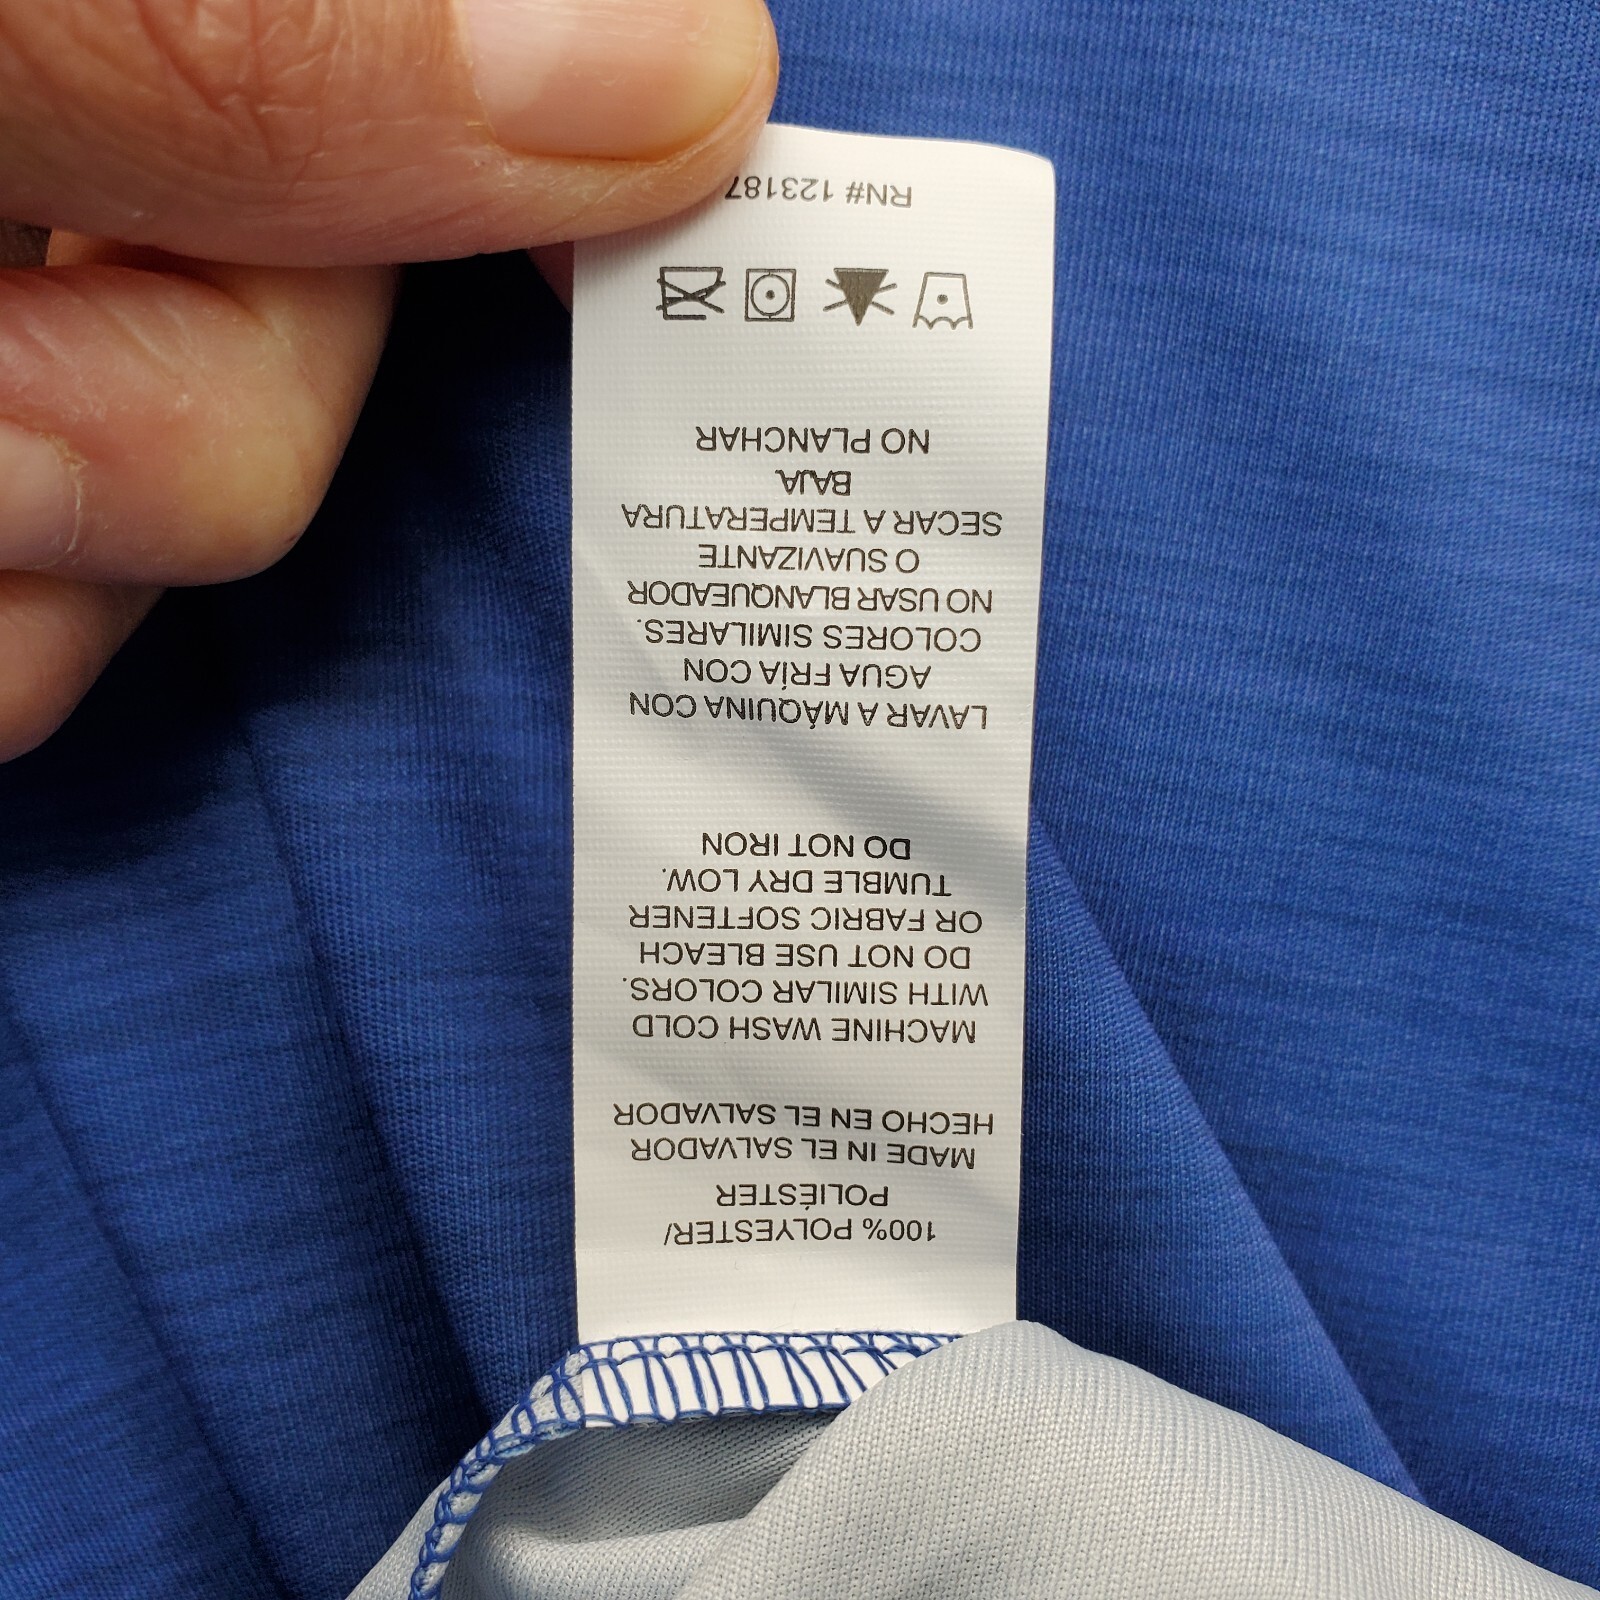 100% POLYESTER/
POLIÉSTER
MADE IN EL SALVADOR
HECHO EN EL SALVADOR
MACHINE WASH COLD
WITH SIMILAR COLORS.
DO NOT USE BLEACH
OR FABRIC SOFTENER
TUMBLE DRY LOW.
DO NOT IRON
LAVAR A MÁQUINA CON
AGUA FRÍA CON
COLORES SIMILARES.
NO USAR BLANQUEADOR
O SUAVIZANTE
SECAR A TEMPERATURA
BAJA
NO PLANCHAR
RN# 123187